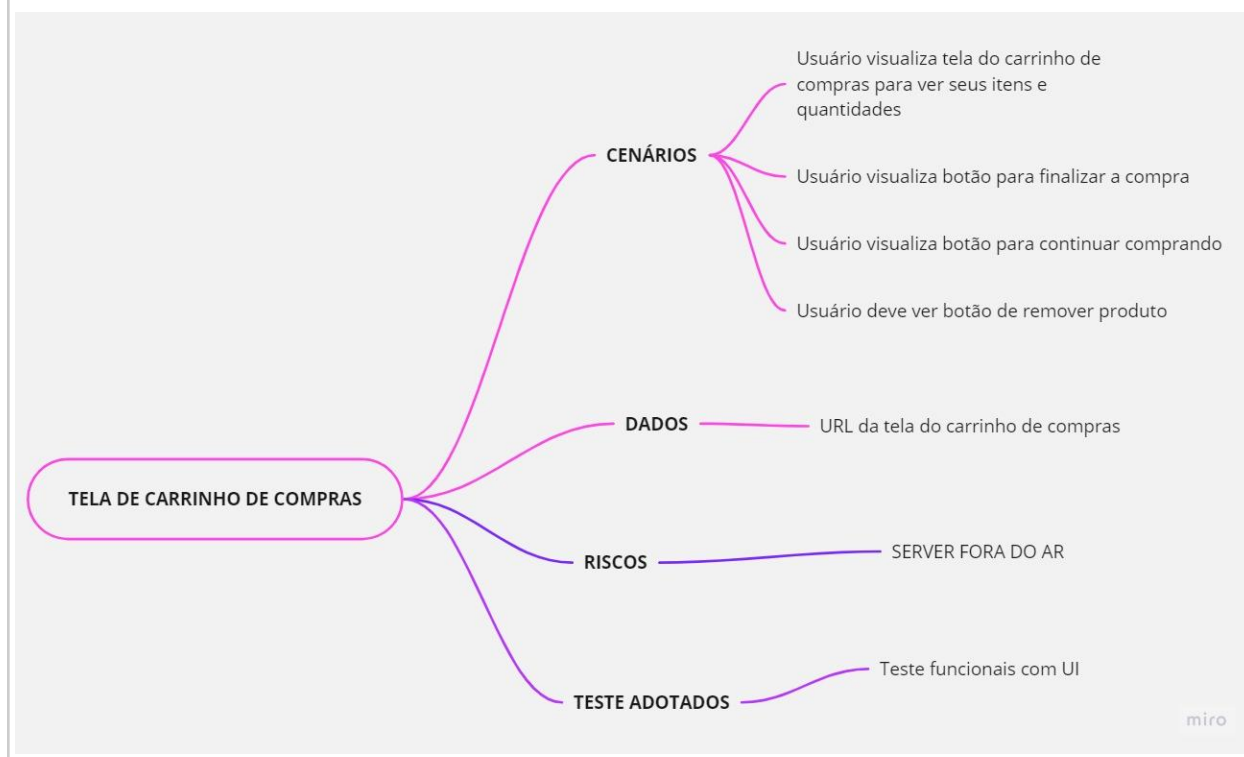 Usuário visualiza tela do carrinho de
compras para ver seus itens e
quantidades
CENÁRIOS
Usuário visualiza botão para finalizar a compra
Usuário visualiza botão para continuar comprando
Usuário deve ver botão de remover produto
DADOS
URL da tela do carrinho de compras
TELA DE CARRINHO DE COMPRAS
RISCOS
SERVER FORA DO AR
TESTE ADOTADOS
Teste funcionais com UI
miro